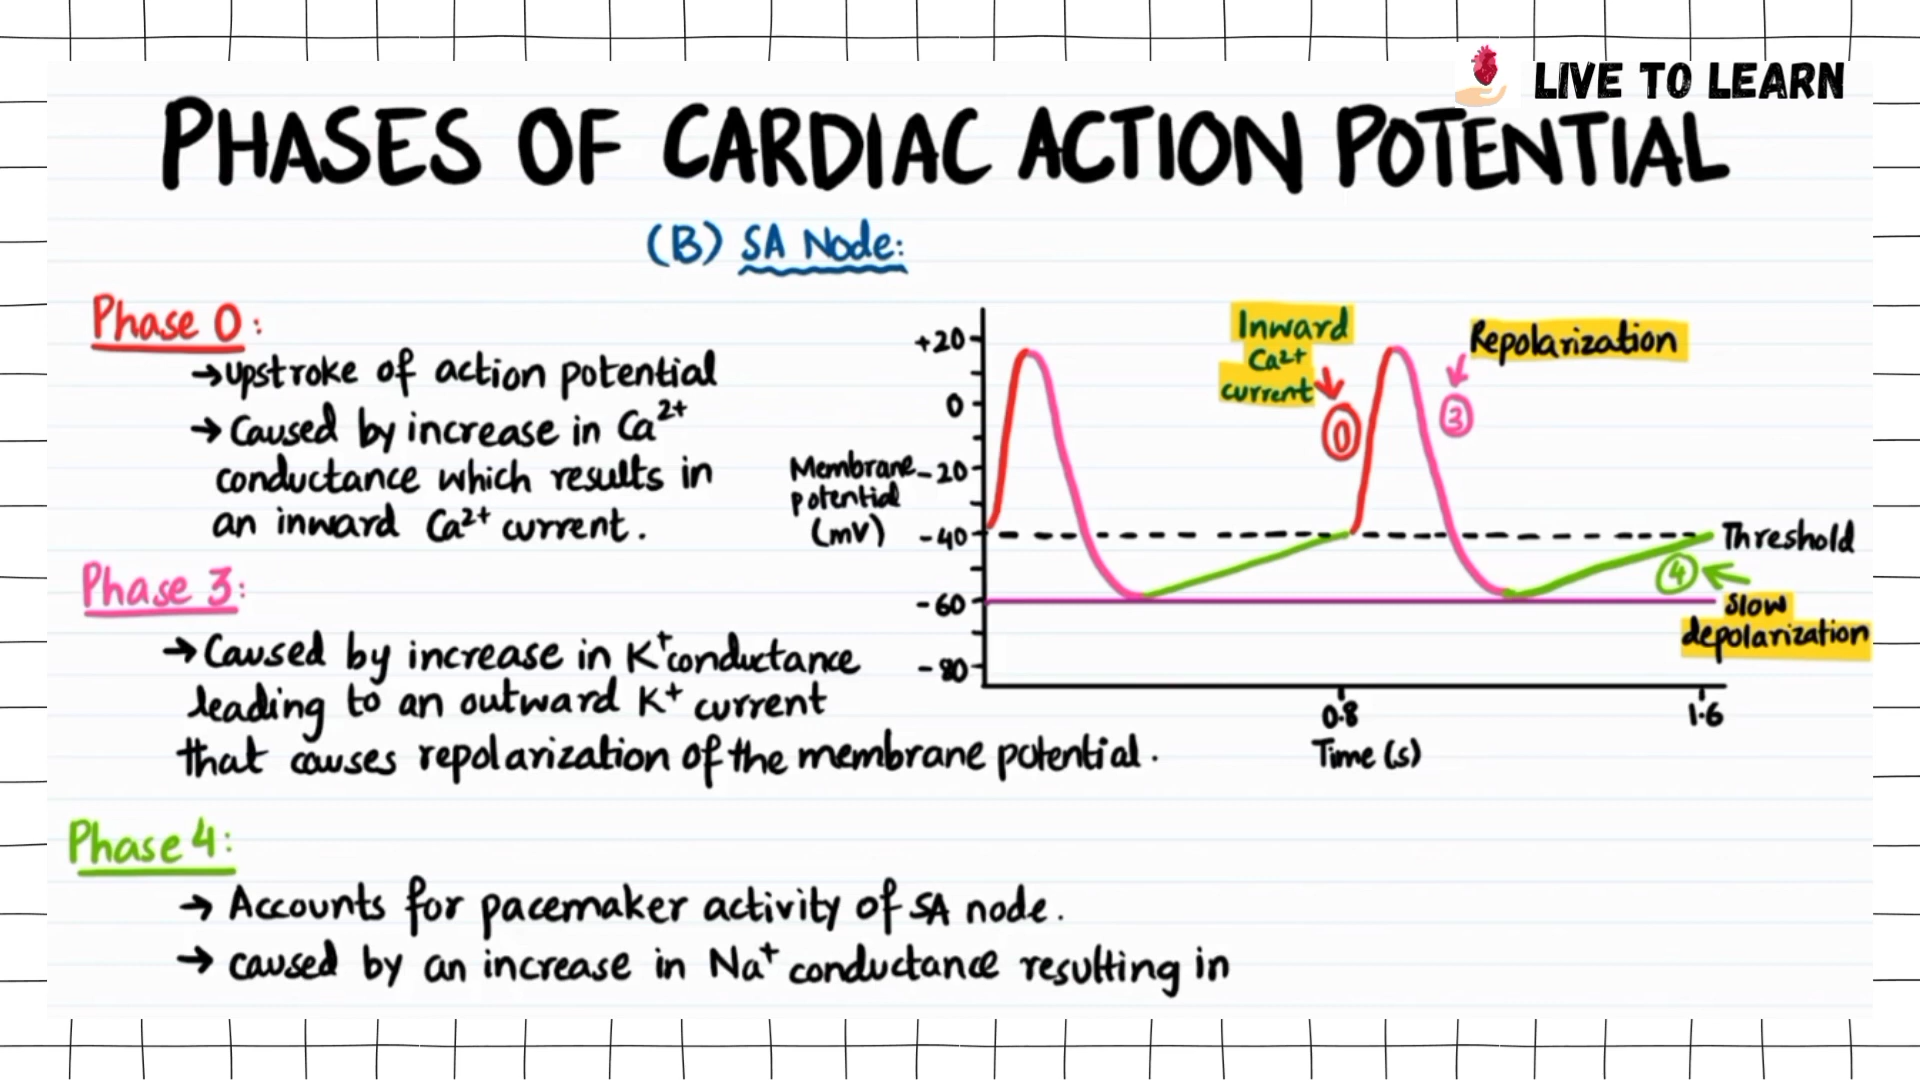 LIVE TO LEARN
PHASES OF CARDIAC ACTION POTENTIAL
(B) SA Node:
Phase 0:
→ upstroke of action potential
→ Caused by increase in Ca²⁺
conductance which results in
an inward Ca²⁺ current.
Phase 3:
→ Caused by increase in K⁺ conductance
leading to an outward K⁺ current
that causes repolarization of the membrane potential.
Phase 4:
→ Accounts for pacemaker activity of SA node.
→ caused by an increase in Na⁺ conductance resulting in
Membrane
potential
(mV)
+20
0
-20
-40
-60
-80
Inward
Ca²⁺
current
0
Repolarization
3
Threshold
4
Slow
depolarization
0.8
1.6
Time (s)